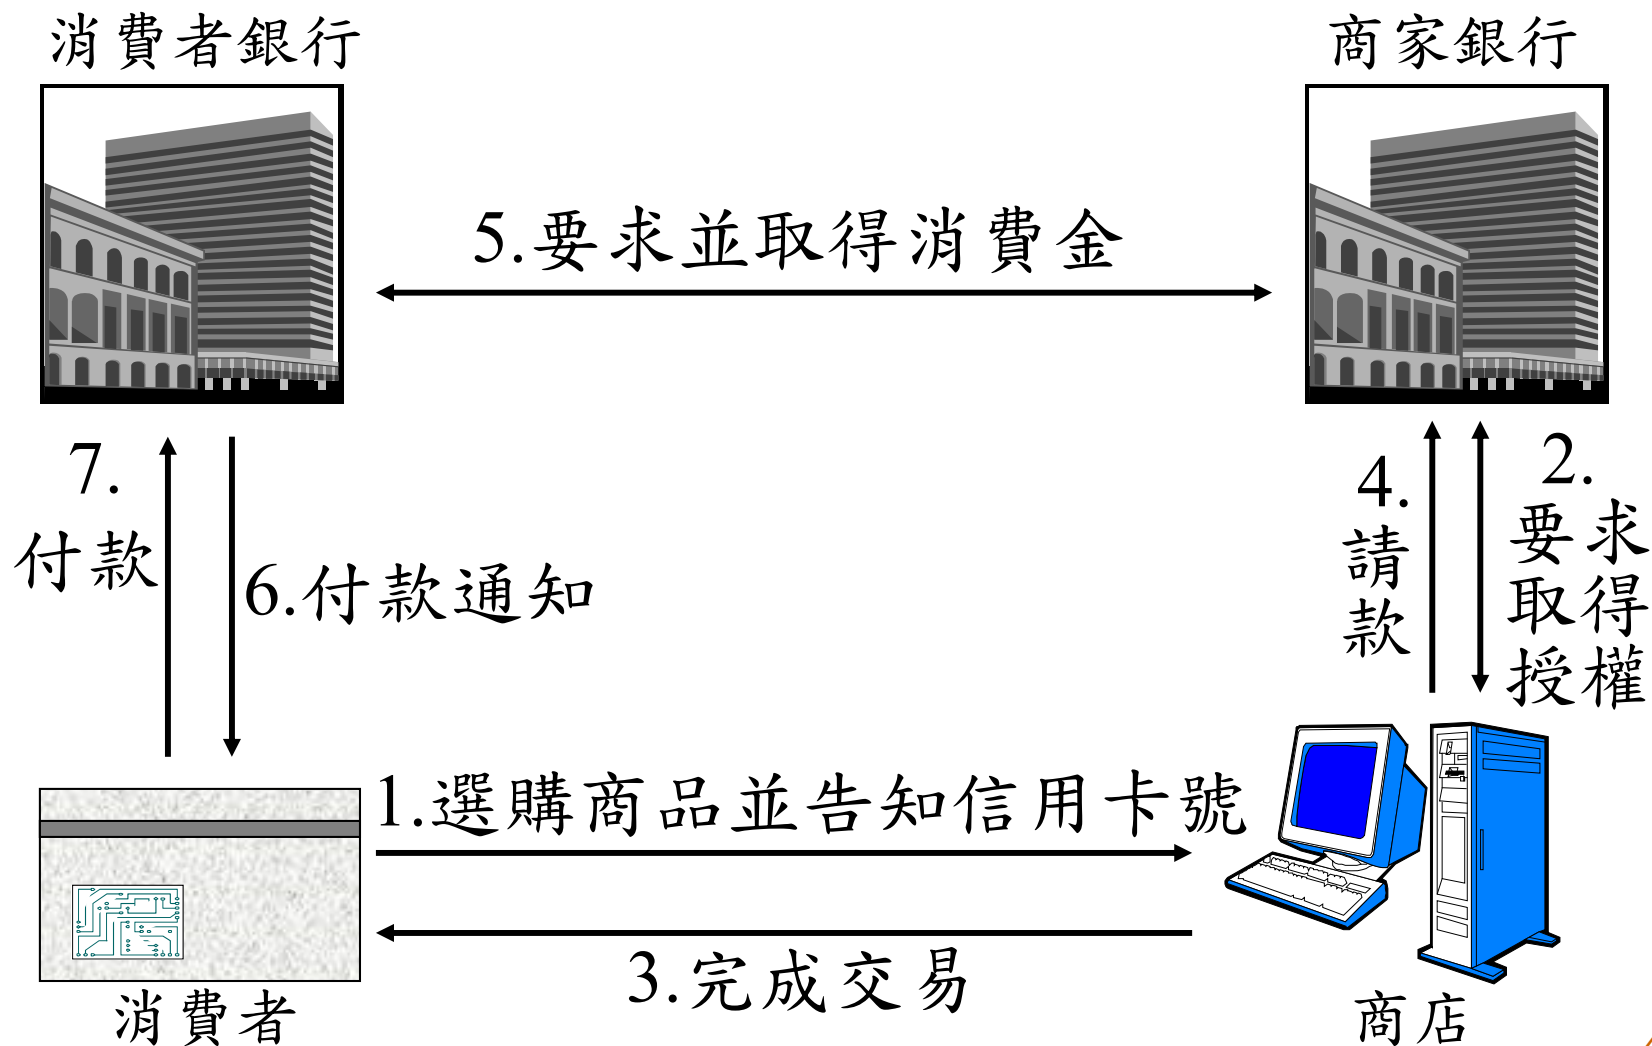 消費者銀行
商家銀行
5.要求並取得消費金
7.
付款
6.付款通知
4.
請
款
2.
要求
取得
授權
1.選購商品並告知信用卡號
3.完成交易
消費者
商店